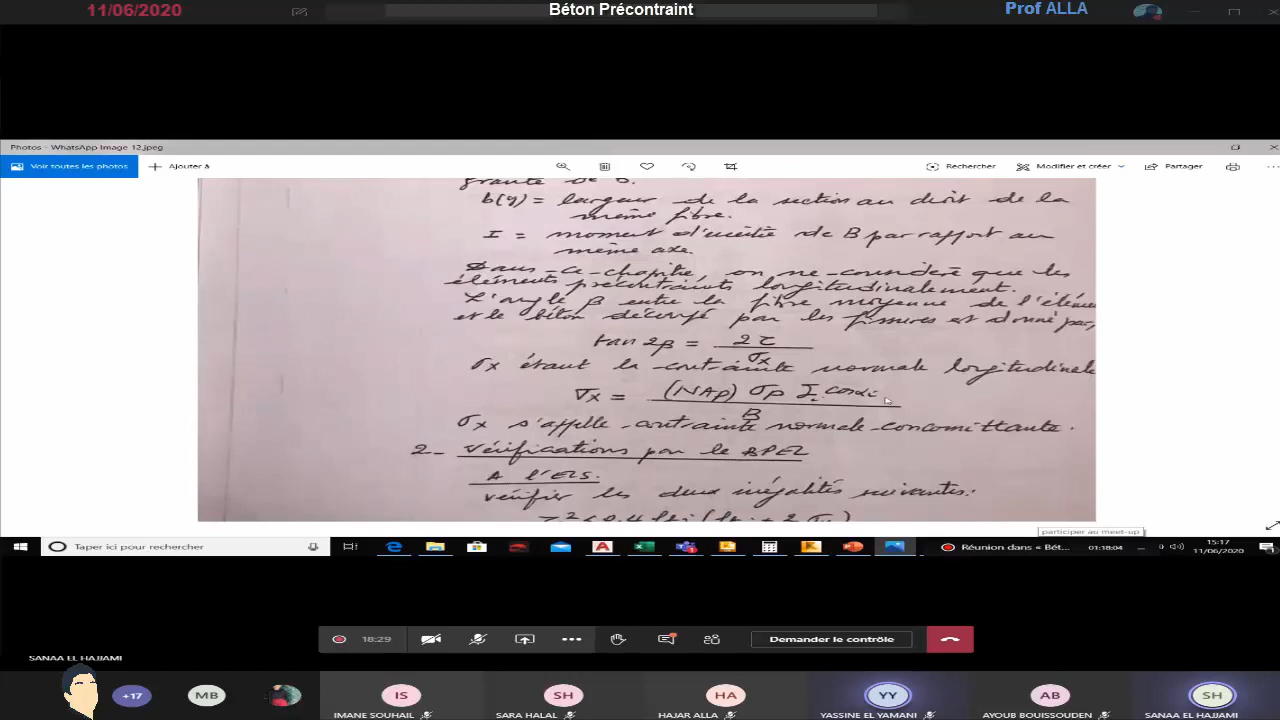 11/06/2020
Béton Précontraint
Prof ALLA
Photos - WhatsApp Image 12.jpeg
Voir toutes les photos
Ajouter à
Rechercher
Modifier et créer
Partager
b(y) = largeur de la section au droit de la
même fibre.
I = moment d'inertie de B par rapport au
même axe.
Dans ce chapitre, on ne considère que les
éléments précontraints longitudinalement.
L'angle β entre la fibre moyenne de l'éléme
et le béton découpé par les fissures est donné par,
tan 2β = 2τ / σx
σx étant la contrainte normale longitudinale
σx = (NAp) σp Σ cosαi / B
σx s'appelle contrainte normale concomittante.
2- Vérifications par le BPEL
A l'ELS.
vérifier les deux inégalités suivantes:
participer au meet-up
Taper ici pour rechercher
Réunion dans « Bét...
01:18:04
15:17
11/06/2020
18:29
Demander le contrôle
SANAA EL HAJJAMI
+17
MB
IS
SH
HA
YY
AB
SH
IMANE SOUHAIL
SARA HALAL
HAJAR ALLA
YASSINE EL YAMANI
AYOUB BOUISSOUDEN
SANAA EL HAJJAMI